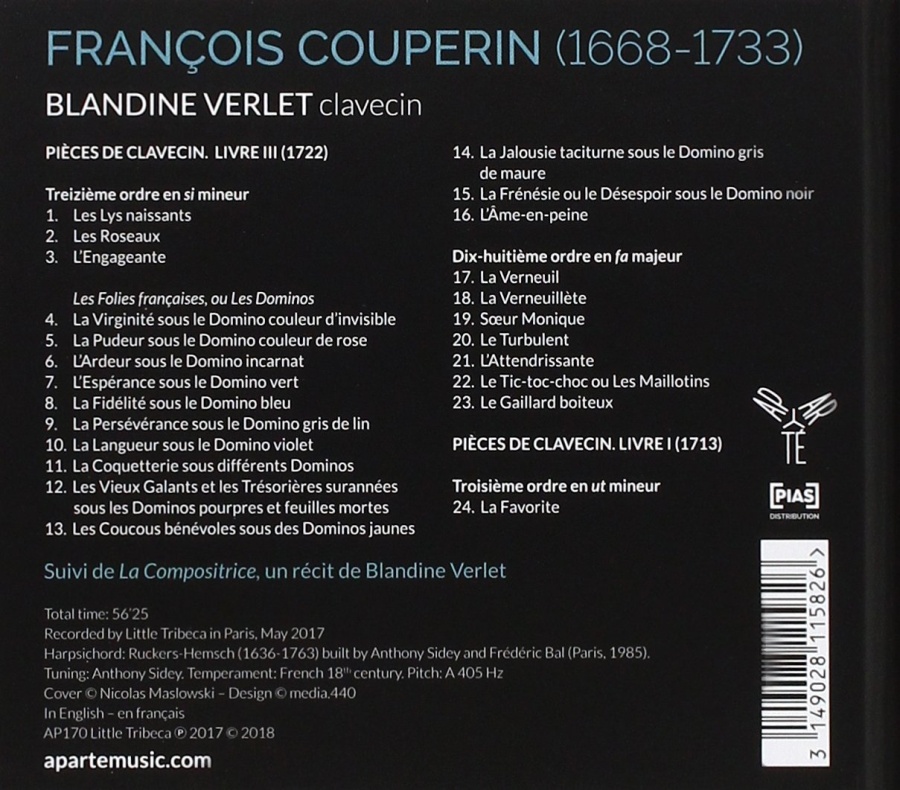 FRANÇOIS COUPERIN (1668-1733)
BLANDINE VERLET clavecin
PIÈCES DE CLAVECIN. LIVRE III (1722)
Treizième ordre en si mineur
1. Les Lys naissants
2. Les Roseaux
3. L'Engageante
Les Folies françaises, ou Les Dominos
4. La Virginité sous le Domino couleur d'invisible
5. La Pudeur sous le Domino couleur de rose
6. L'Ardeur sous le Domino incarnat
7. L'Espérance sous le Domino vert
8. La Fidélité sous le Domino bleu
9. La Persévérance sous le Domino gris de lin
10. La Langueur sous le Domino violet
11. La Coquetterie sous différents Dominos
12. Les Vieux Galants et les Trésorières surannées
sous les Dominos pourpres et feuilles mortes
13. Les Coucous bénévoles sous des Dominos jaunes
14. La Jalousie taciturne sous le Domino gris
de maure
15. La Frénésie ou le Désespoir sous le Domino noir
16. L'Âme-en-peine
Dix-huitième ordre en fa majeur
17. La Verneuil
18. La Verneuillète
19. Sœur Monique
20. Le Turbulent
21. L'Attendrissante
22. Le Tic-toc-choc ou Les Maillotins
23. Le Gaillard boiteux
PIÈCES DE CLAVECIN. LIVRE I (1713)
Troisième ordre en ut mineur
24. La Favorite
Suivi de La Compositrice, un récit de Blandine Verlet
Total time: 56'25
Recorded by Little Tribeca in Paris, May 2017
Harpsichord: Ruckers-Hemsch (1636-1763) built by Anthony Sidey and Frédéric Bal (Paris, 1985).
Tuning: Anthony Sidey. Temperament: French 18th century. Pitch: A 405 Hz
Cover © Nicolas Maslowski – Design © media.440
In English – en français
AP170 Little Tribeca ℗ 2017 © 2018
apartemusic.com
APARTÉ
[PIAS]
DISTRIBUTION
3 149028 115826 >